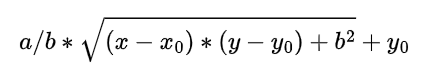 a/b * √((x − x₀) * (y − y₀) + b²) + y₀